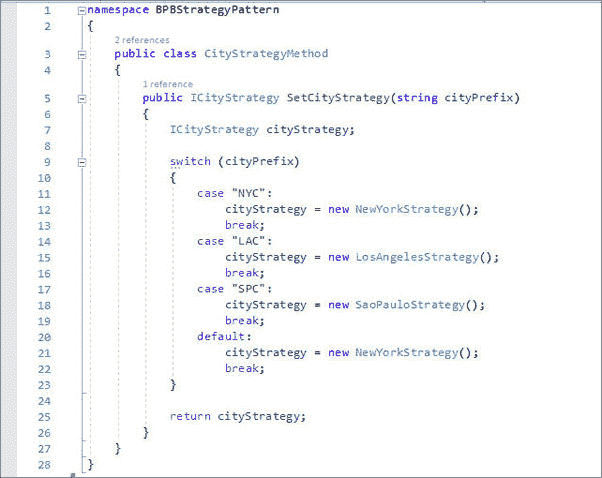 1 namespace BPBStrategyPattern
2 {
2 references
3 public class CityStrategyMethod
4 {
1 reference
5 public ICityStrategy SetCityStrategy(string cityPrefix)
6 {
7 ICityStrategy cityStrategy;
8
9 switch (cityPrefix)
10 {
11 case "NYC":
12 cityStrategy = new NewYorkStrategy();
13 break;
14 case "LAC":
15 cityStrategy = new LosAngelesStrategy();
16 break;
17 case "SPC":
18 cityStrategy = new SaoPauloStrategy();
19 break;
20 default:
21 cityStrategy = new NewYorkStrategy();
22 break;
23 }
24
25 return cityStrategy;
26 }
27 }
28 }